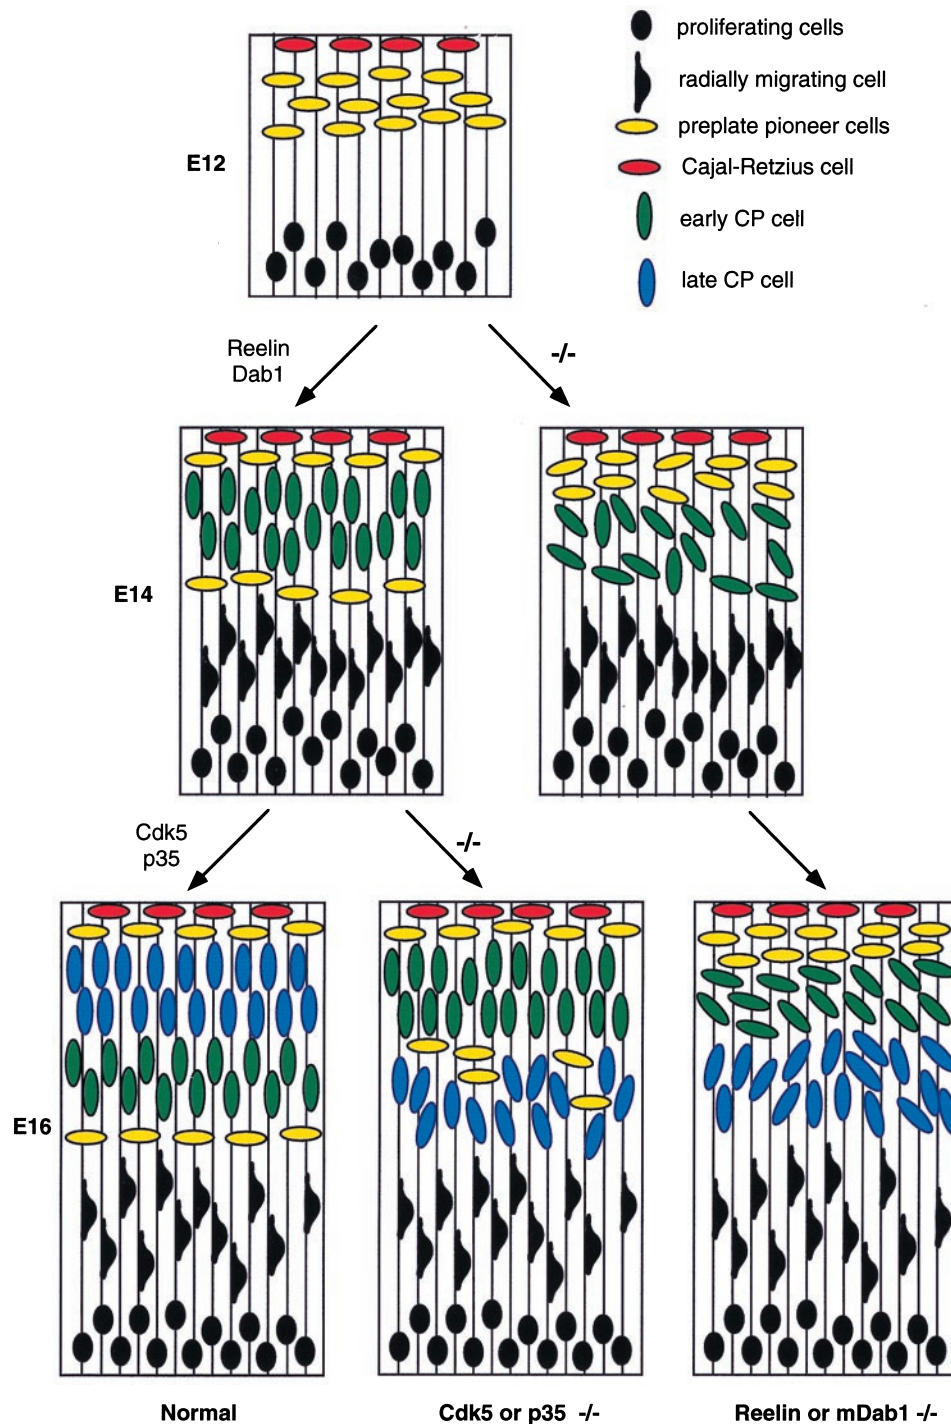 proliferating cells
radially migrating cell
preplate pioneer cells
Cajal-Retzius cell
early CP cell
late CP cell
E12
Reelin
Dab1
-/-
E14
Cdk5
p35
-/-
E16
Normal
Cdk5 or p35 -/-
Reelin or mDab1 -/-